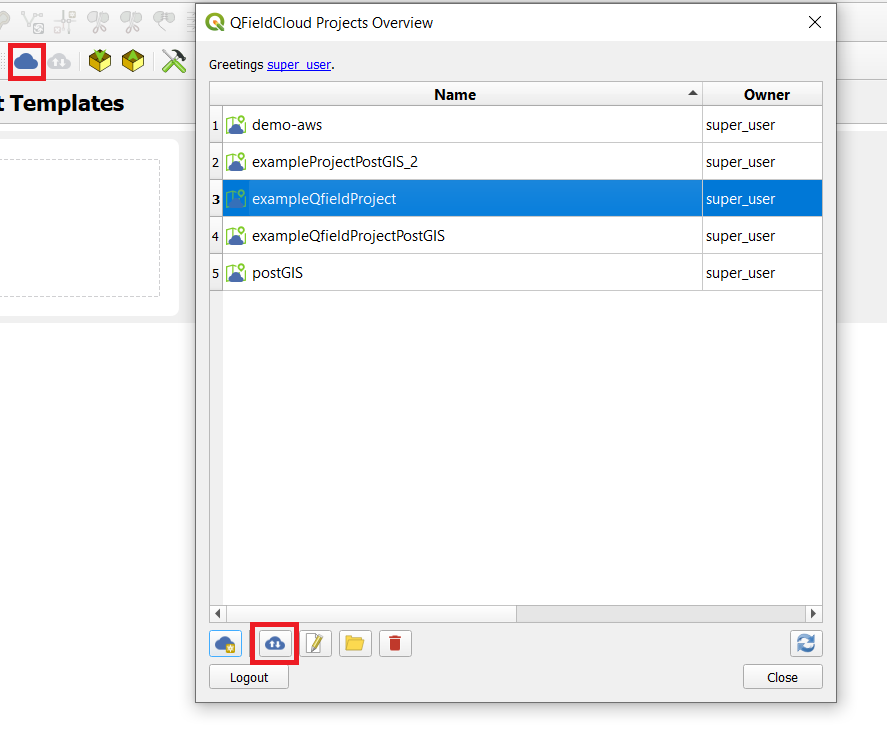 QFieldCloud Projects Overview
Greetings super_user.
t Templates
Name Owner
1 demo-aws super_user
2 exampleProjectPostGIS_2 super_user
3 exampleQfieldProject super_user
4 exampleQfieldProjectPostGIS super_user
5 postGIS super_user
Logout Close